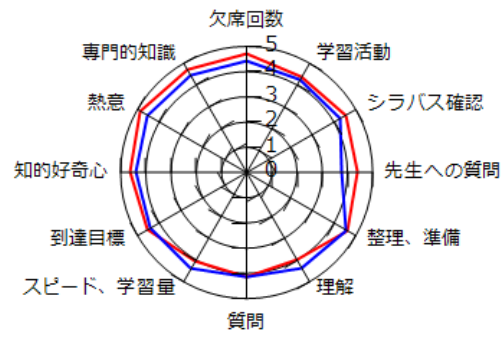 欠席回数
専門的知識
学習活動
熱意
シラバス確認
知的好奇心
先生への質問
到達目標
整理、準備
スピード、学習量
理解
質問
5
4
3
2
1
0